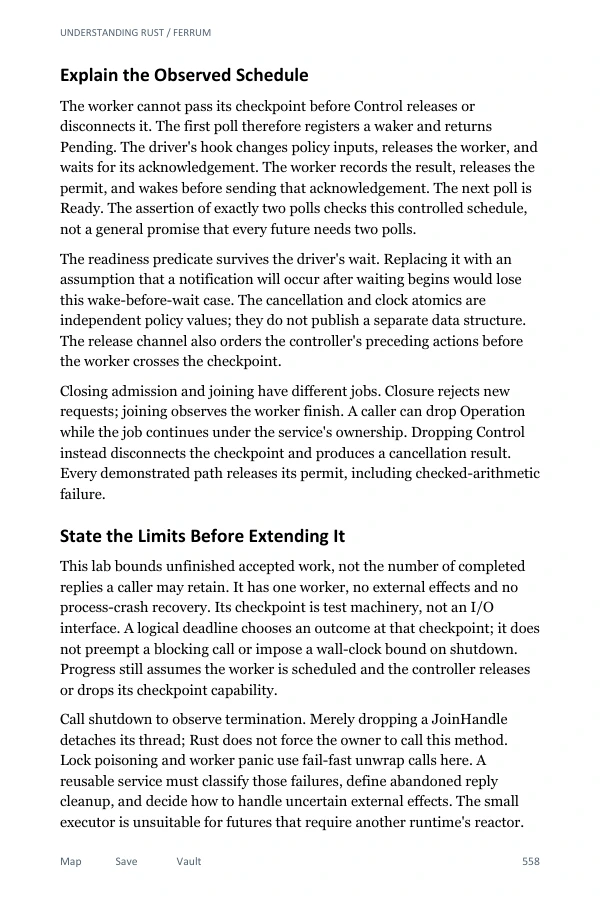 UNDERSTANDING RUST / FERRUM
Explain the Observed Schedule
The worker cannot pass its checkpoint before Control releases or
disconnects it. The first poll therefore registers a waker and returns
Pending. The driver's hook changes policy inputs, releases the worker, and
waits for its acknowledgement. The worker records the result, releases the
permit, and wakes before sending that acknowledgement. The next poll is
Ready. The assertion of exactly two polls checks this controlled schedule,
not a general promise that every future needs two polls.
The readiness predicate survives the driver's wait. Replacing it with an
assumption that a notification will occur after waiting begins would lose
this wake-before-wait case. The cancellation and clock atomics are
independent policy values; they do not publish a separate data structure.
The release channel also orders the controller's preceding actions before
the worker crosses the checkpoint.
Closing admission and joining have different jobs. Closure rejects new
requests; joining observes the worker finish. A caller can drop Operation
while the job continues under the service's ownership. Dropping Control
instead disconnects the checkpoint and produces a cancellation result.
Every demonstrated path releases its permit, including checked-arithmetic
failure.
State the Limits Before Extending It
This lab bounds unfinished accepted work, not the number of completed
replies a caller may retain. It has one worker, no external effects and no
process-crash recovery. Its checkpoint is test machinery, not an I/O
interface. A logical deadline chooses an outcome at that checkpoint; it does
not preempt a blocking call or impose a wall-clock bound on shutdown.
Progress still assumes the worker is scheduled and the controller releases
or drops its checkpoint capability.
Call shutdown to observe termination. Merely dropping a JoinHandle
detaches its thread; Rust does not force the owner to call this method.
Lock poisoning and worker panic use fail-fast unwrap calls here. A
reusable service must classify those failures, define abandoned reply
cleanup, and decide how to handle uncertain external effects. The small
executor is unsuitable for futures that require another runtime's reactor.
Map Save Vault 558